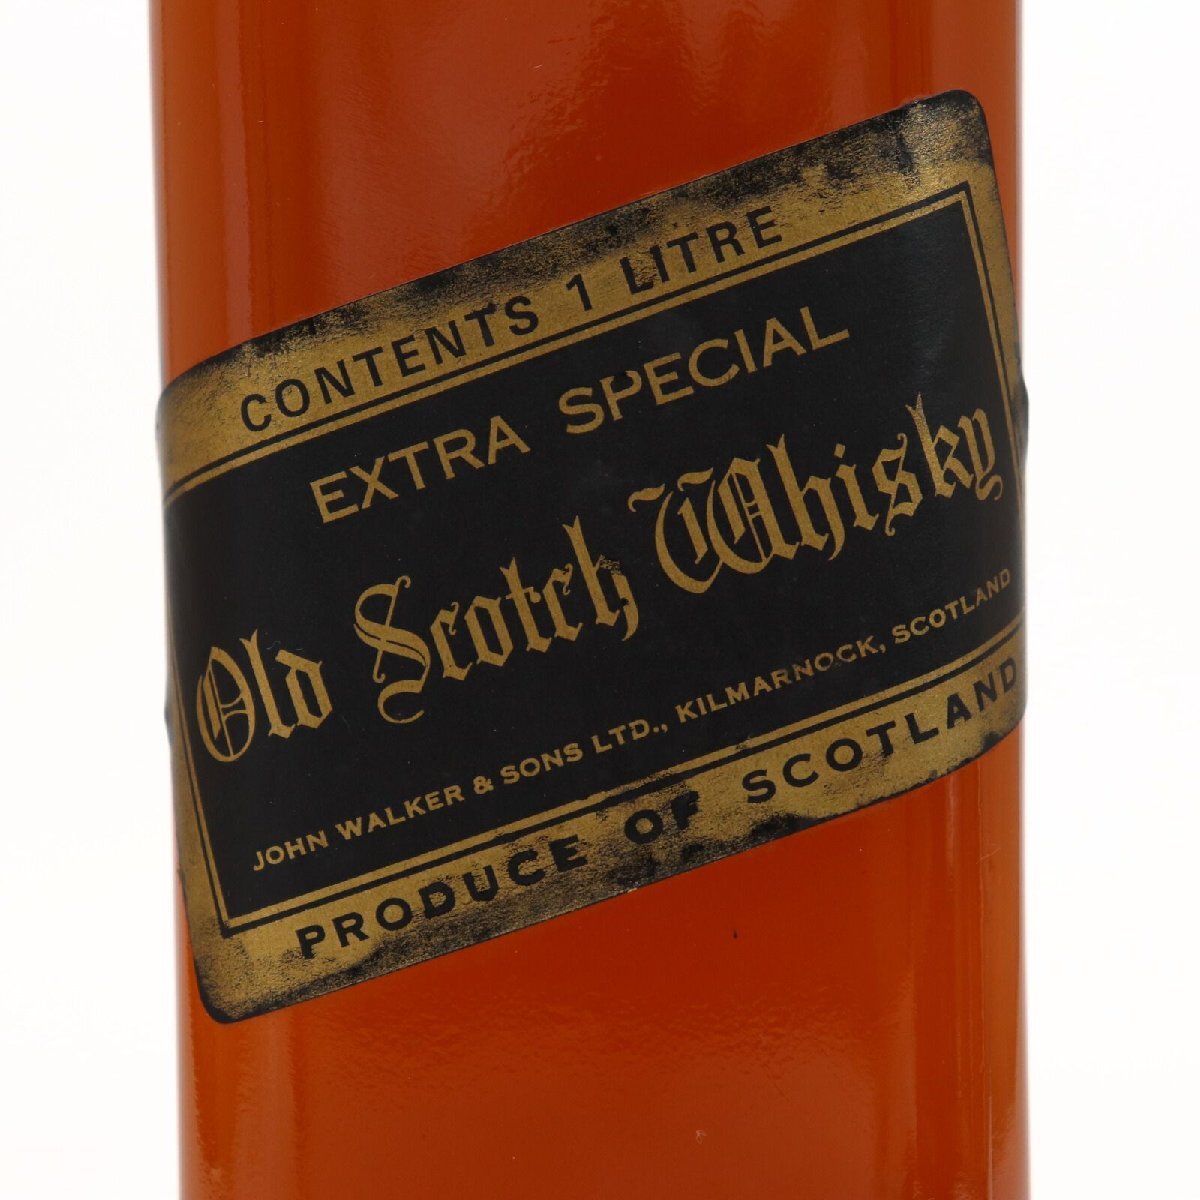 CONTENTS 1 LITRE
EXTRA SPECIAL
Old Scotch Whisky
JOHN WALKER & SONS LTD., KILMARNOCK, SCOTLAND
PRODUCE OF SCOTLAND